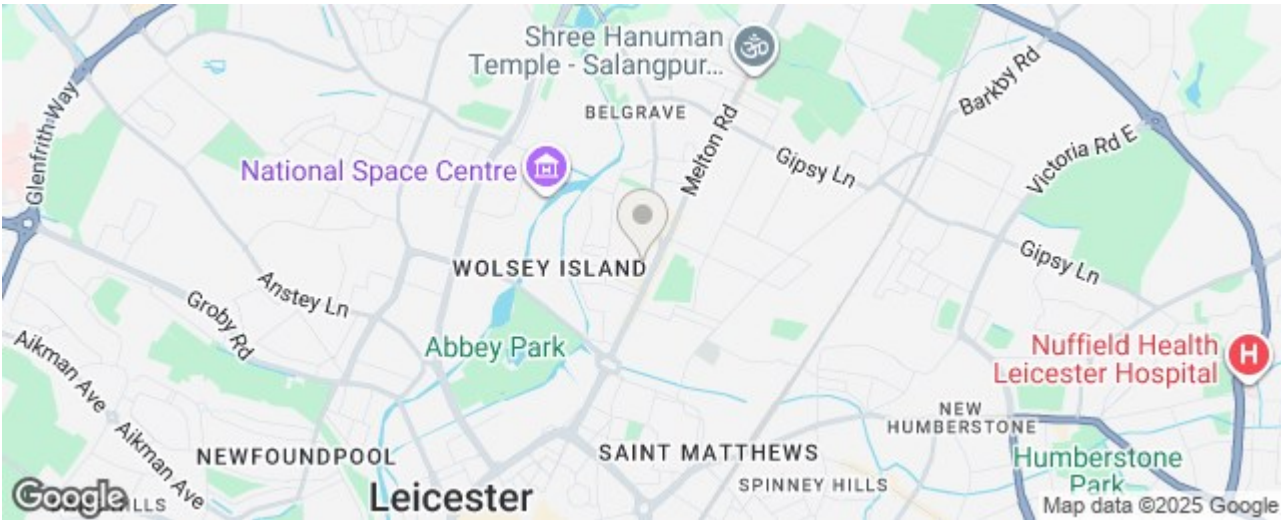 Shree Hanuman
Temple - Salangpur...
BELGRAVE
Barkby Rd
Glenfrith Way
National Space Centre
Melton Rd
Gipsy Ln
Victoria Rd E
WOLSEY ISLAND
Gipsy Ln
Anstey Ln
Groby Rd
Abbey Park
Aikman Ave
Nuffield Health
Leicester Hospital
H
NEW
HUMBERSTONE
Aikman Ave
NEWFOUNDPOOL
SAINT MATTHEWS
Humberstone
Park
SPINNEY HILLS
Leicester
Google
HILLS
Map data ©2025 Google